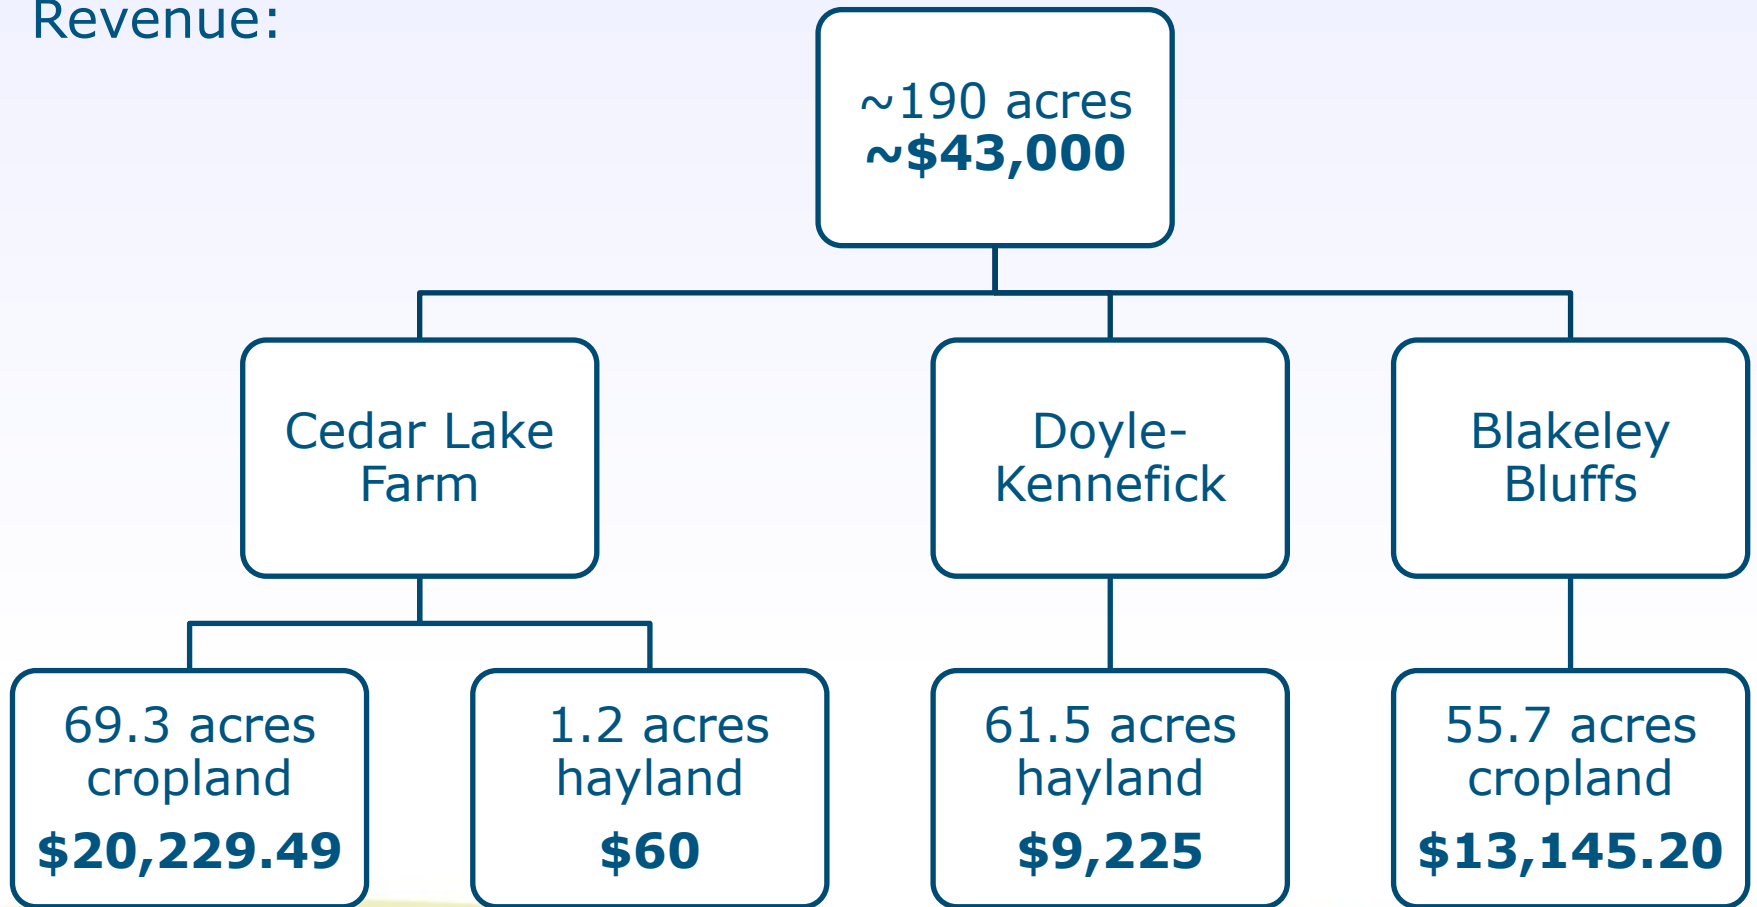 Revenue:
~190 acres
~$43,000
Cedar Lake
Farm
Doyle-
Kennefick
Blakeley
Bluffs
69.3 acres
cropland
$20,229.49
1.2 acres
hayland
$60
61.5 acres
hayland
$9,225
55.7 acres
cropland
$13,145.20